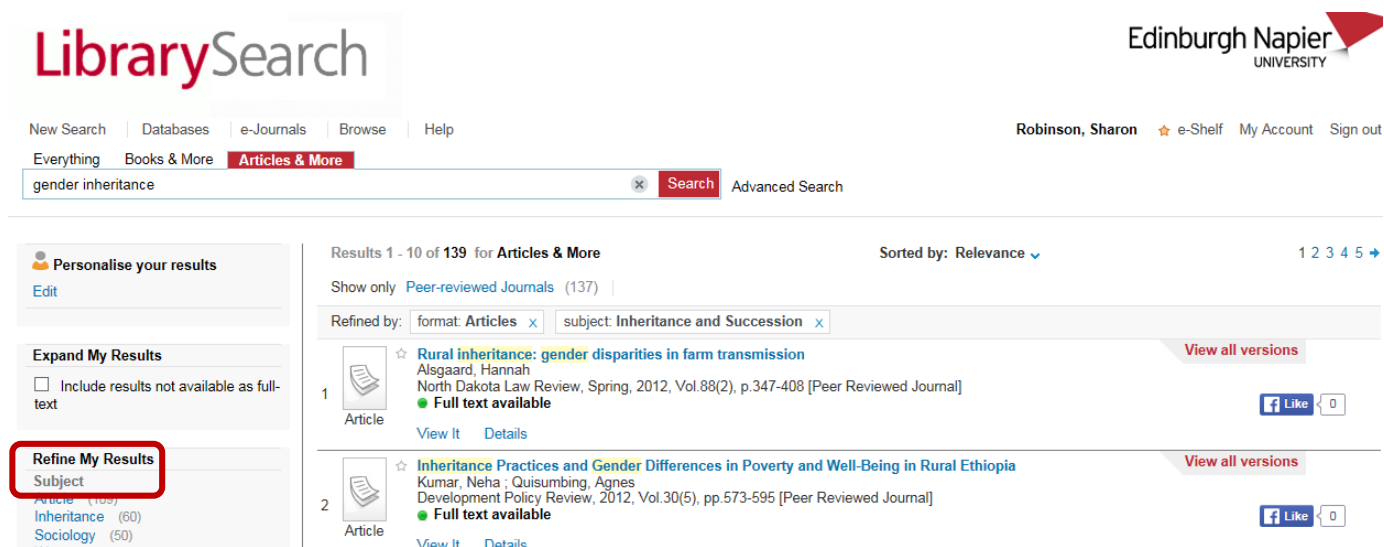 LibrarySearch
Edinburgh Napier
UNIVERSITY
New Search Databases e-Journals Browse Help
Robinson, Sharon e-Shelf My Account Sign out
Everything Books & More Articles & More
gender inheritance
Search Advanced Search
Personalise your results
Edit
Expand My Results
Include results not available as full-
text
Refine My Results
Subject
Article (109)
Inheritance (60)
Sociology (50)
Results 1 - 10 of 139 for Articles & More
Sorted by: Relevance
1 2 3 4 5
Show only Peer-reviewed Journals (137)
Refined by: format: Articles x subject: Inheritance and Succession x
1
Article
Rural inheritance: gender disparities in farm transmission
Alsgaard, Hannah
North Dakota Law Review, Spring, 2012, Vol.88(2), p.347-408 [Peer Reviewed Journal]
Full text available
View It Details
View all versions
Like 0
2
Article
Inheritance Practices and Gender Differences in Poverty and Well-Being in Rural Ethiopia
Kumar, Neha ; Quisumbing, Agnes
Development Policy Review, 2012, Vol.30(5), pp.573-595 [Peer Reviewed Journal]
Full text available
View It Details
View all versions
Like 0